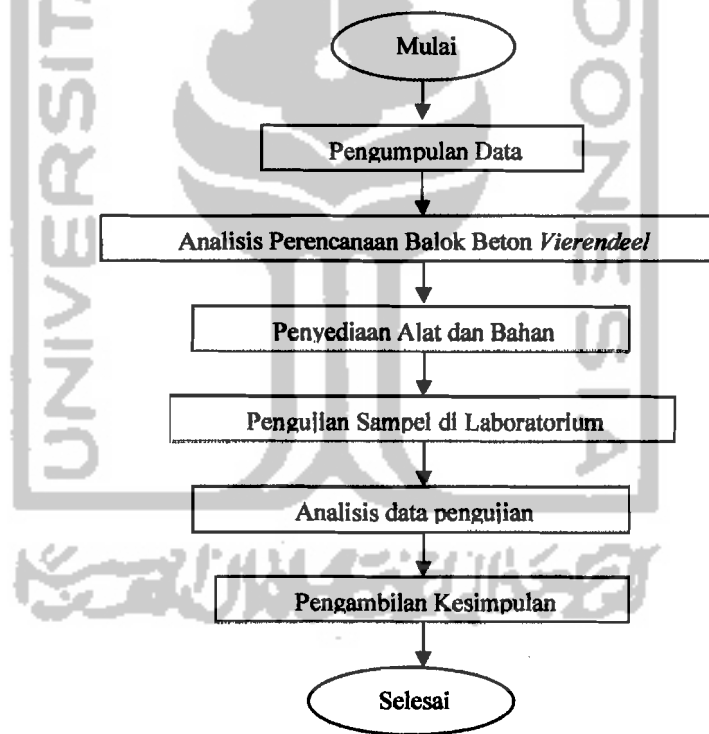 Mulai
Pengumpulan Data
Analisis Perencanaan Balok Beton Vierendeel
Penyediaan Alat dan Bahan
Pengujian Sampel di Laboratorium
Analisis data pengujian
Pengambilan Kesimpulan
Selesai